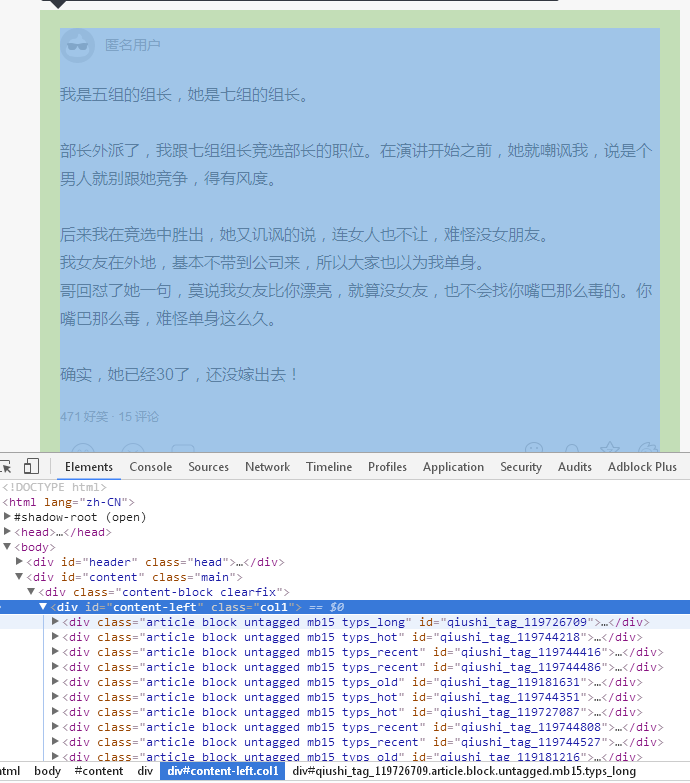 匿名用户
我是五组的组长，她是七组的组长。
部长外派了，我跟七组组长竞选部长的职位。在演讲开始之前，她就嘲讽我，说是个
男人就别跟她竞争，得有风度。
后来我在竞选中胜出，她又讥讽的说，连女人也不让，难怪没女朋友。
我女友在外地，基本不带到公司来，所以大家也以为我单身。
哥回怼了她一句，莫说我女友比你漂亮，就算没女友，也不会找你嘴巴那么毒的。你
嘴巴那么毒，难怪单身这么久。
确实，她已经30了，还没嫁出去！
471 好笑 · 15 评论
Elements Console Sources Network Timeline Profiles Application Security Audits Adblock Plus
<!DOCTYPE html>
<html lang="zh-CN">
#shadow-root (open)
<head>…</head>
<body>
<div id="header" class="head">…</div>
<div id="content" class="main">
<div class="content-block clearfix">
<div id="content-left" class="col1"> == $0
<div class="article block untagged mb15 typs_long" id="qiushi_tag_119726709">…</div>
<div class="article block untagged mb15 typs_hot" id="qiushi_tag_119744218">…</div>
<div class="article block untagged mb15 typs_recent" id="qiushi_tag_119744416">…</div>
<div class="article block untagged mb15 typs_recent" id="qiushi_tag_119744486">…</div>
<div class="article block untagged mb15 typs_old" id="qiushi_tag_119181631">…</div>
<div class="article block untagged mb15 typs_hot" id="qiushi_tag_119744351">…</div>
<div class="article block untagged mb15 typs_hot" id="qiushi_tag_119727087">…</div>
<div class="article block untagged mb15 typs_recent" id="qiushi_tag_119744808">…</div>
<div class="article block untagged mb15 typs_recent" id="qiushi_tag_119744527">…</div>
<div class="article block untagged mb15 typs_old" id="qiushi_tag_119181216">…</div>
html body #content div div#content-left.col1 div#qiushi_tag_119726709.article.block.untagged.mb15.typs_long